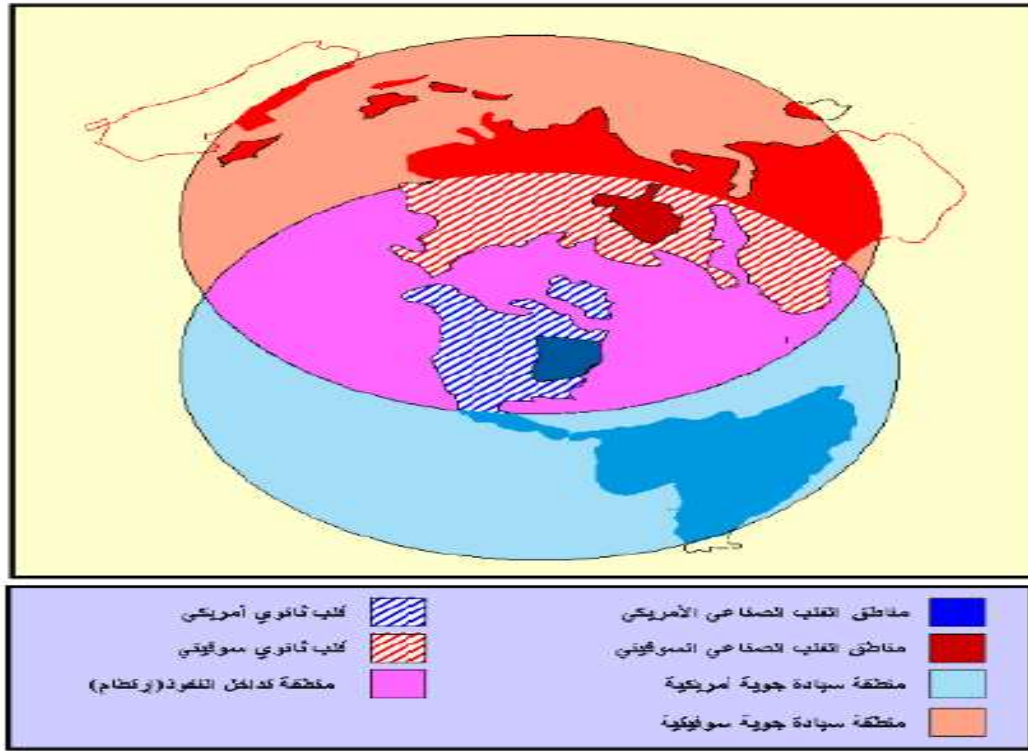 مناطق القلب الصناعي الأمريكي
مناطق القلب الصناعي السوفيتي
منطقة سيادة جوية أمريكية
منطقة سيادة جوية سوفيتية
قلب ثانوي أمريكي
قلب ثانوي سوفيتي
منطقة تداخل النفوذ(إرتطام)